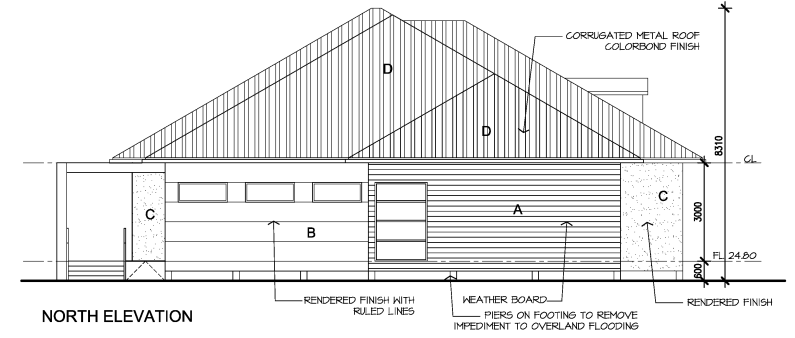 CORRUGATED METAL ROOF
COLORBOND FINISH
D
D
8310
CL
C
B
A
C
3000
FL 24.80
600
RENDERED FINISH WITH
RULED LINES
WEATHER BOARD
PIERS ON FOOTING TO REMOVE
IMPEDIMENT TO OVERLAND FLOODING
RENDERED FINISH
NORTH ELEVATION